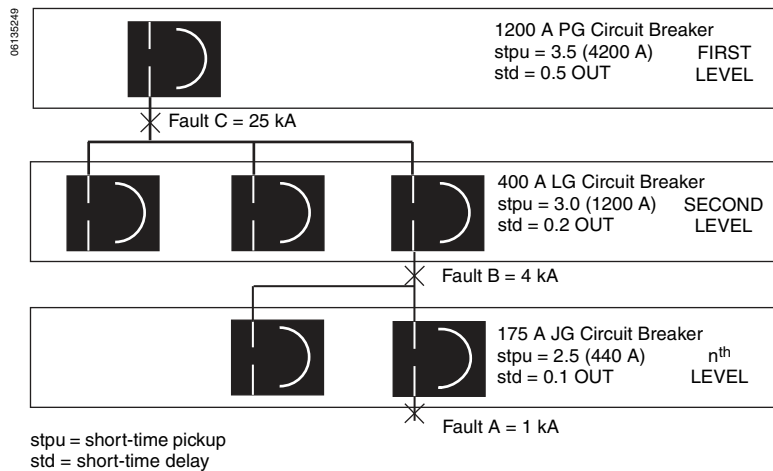 06135249
1200 A PG Circuit Breaker
stpu = 3.5 (4200 A) FIRST
std = 0.5 OUT LEVEL
Fault C = 25 kA
400 A LG Circuit Breaker
stpu = 3.0 (1200 A) SECOND
std = 0.2 OUT LEVEL
Fault B = 4 kA
175 A JG Circuit Breaker
stpu = 2.5 (440 A) nth
std = 0.1 OUT LEVEL
Fault A = 1 kA
stpu = short-time pickup
std = short-time delay